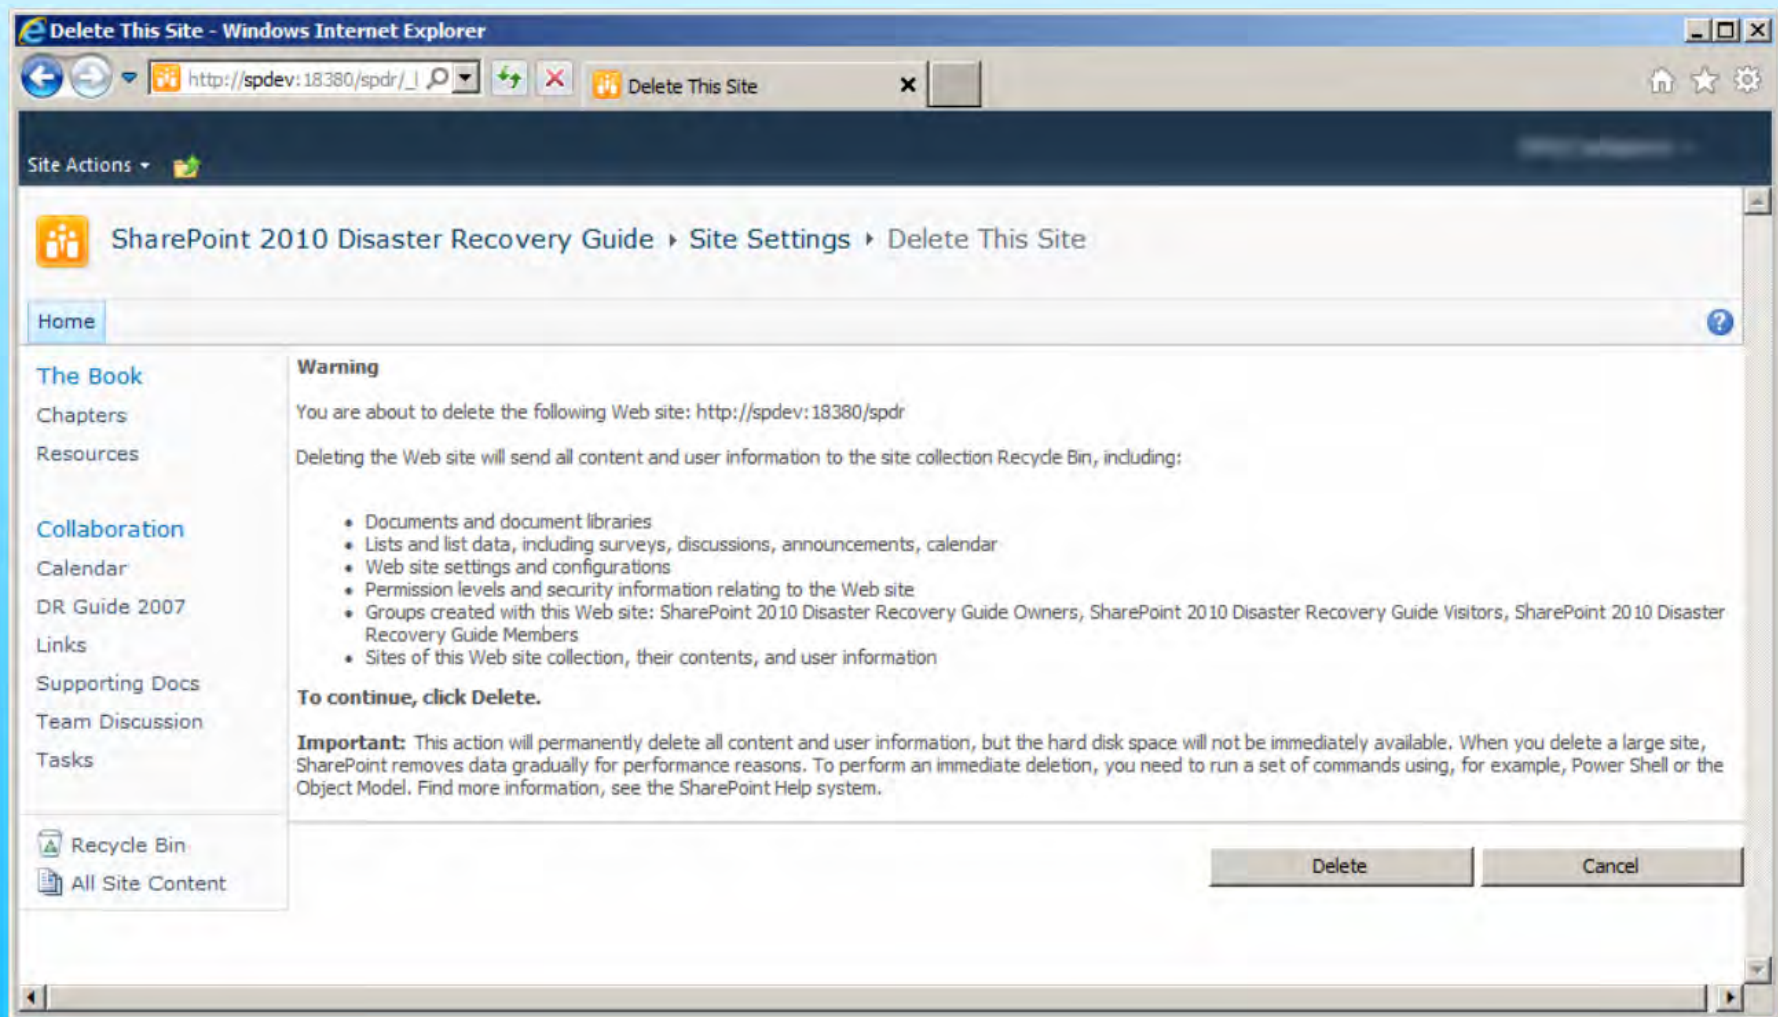 Delete This Site - Windows Internet Explorer
http://spdev:18380/spdr/_l
Delete This Site
Site Actions
SharePoint 2010 Disaster Recovery Guide
Site Settings
Delete This Site
Home
The Book
Chapters
Resources
Collaboration
Calendar
DR Guide 2007
Links
Supporting Docs
Team Discussion
Tasks
Recycle Bin
All Site Content
Warning
You are about to delete the following Web site: http://spdev:18380/spdr
Deleting the Web site will send all content and user information to the site collection Recycle Bin, including:
• Documents and document libraries
• Lists and list data, including surveys, discussions, announcements, calendar
• Web site settings and configurations
• Permission levels and security information relating to the Web site
• Groups created with this Web site: SharePoint 2010 Disaster Recovery Guide Owners, SharePoint 2010 Disaster Recovery Guide Visitors, SharePoint 2010 Disaster
Recovery Guide Members
• Sites of this Web site collection, their contents, and user information
To continue, click Delete.
Important: This action will permanently delete all content and user information, but the hard disk space will not be immediately available. When you delete a large site,
SharePoint removes data gradually for performance reasons. To perform an immediate deletion, you need to run a set of commands using, for example, Power Shell or the
Object Model. Find more information, see the SharePoint Help system.
Delete
Cancel